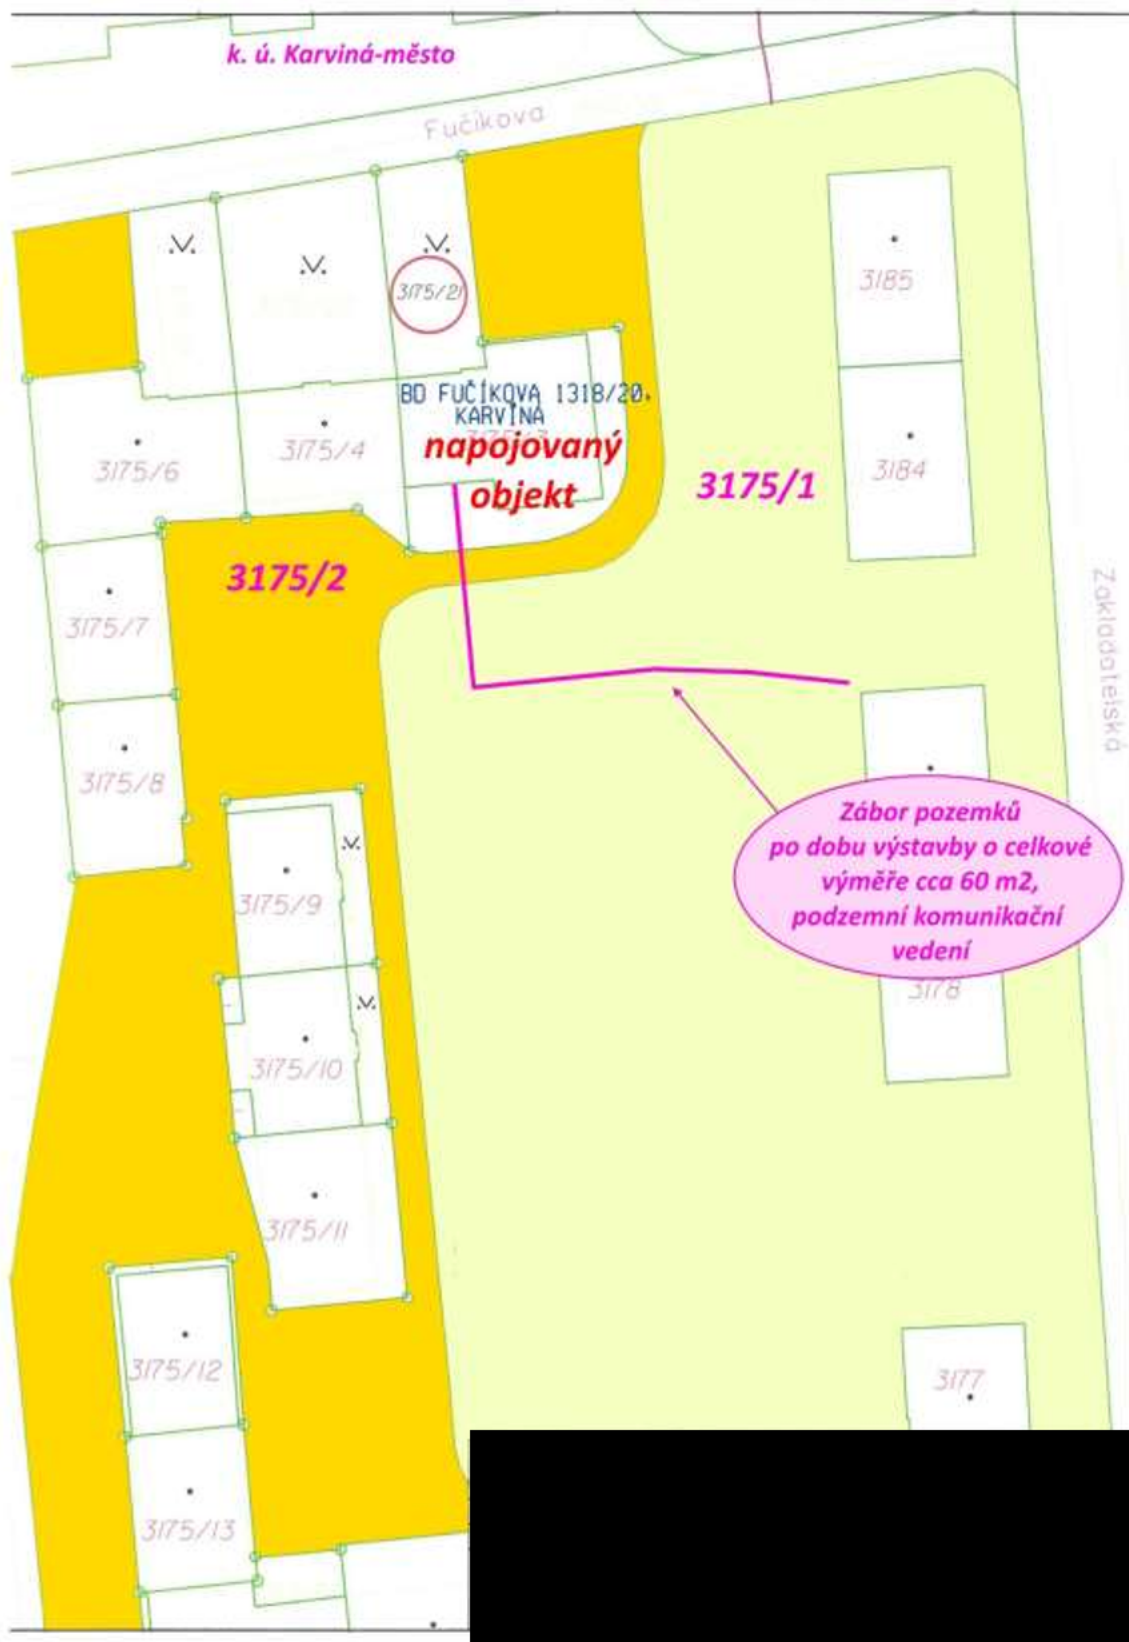 k. ú. Karviná-město
Fučíkova
3175/21
3185
BD FUČÍKOVA 1318/20,
KARVINÁ
napojovaný
objekt
3175/6
3175/4
3175/1
3184
3175/2
3175/7
Zakladatelská
3175/8
Zábor pozemků
po dobu výstavby o celkové
výměře cca 60 m2,
podzemní komunikační
vedení
3175/9
3178
3175/10
3175/11
3175/12
3177
3175/13